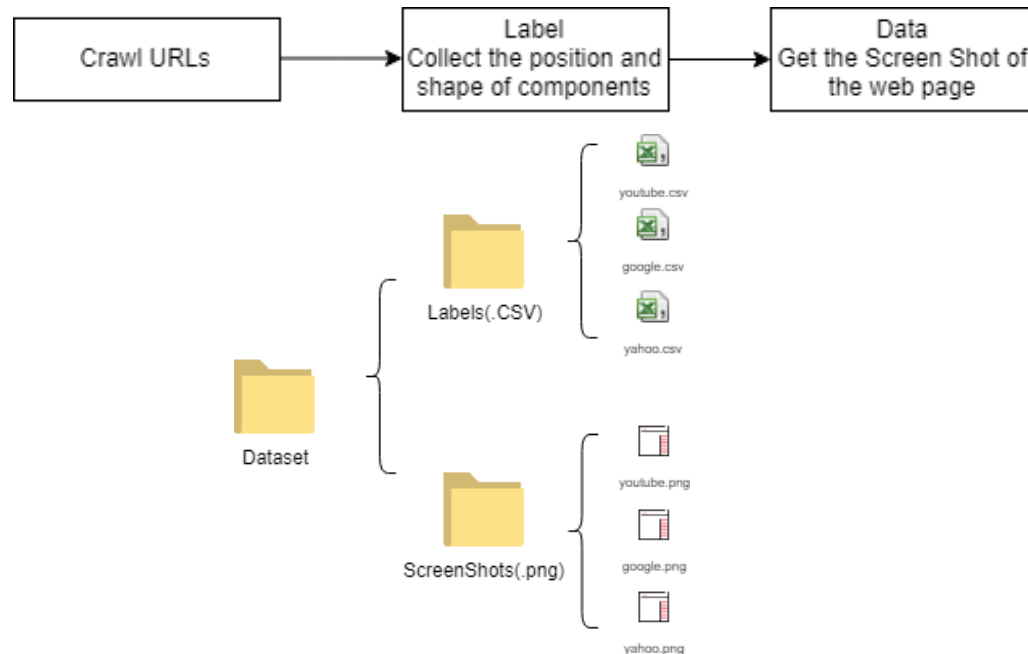 Crawl URLs
Label
Collect the position and
shape of components
Data
Get the Screen Shot of
the web page
youtube.csv
google.csv
Labels(.CSV)
yahoo.csv
Dataset
youtube.png
google.png
ScreenShots(.png)
yahoo.png